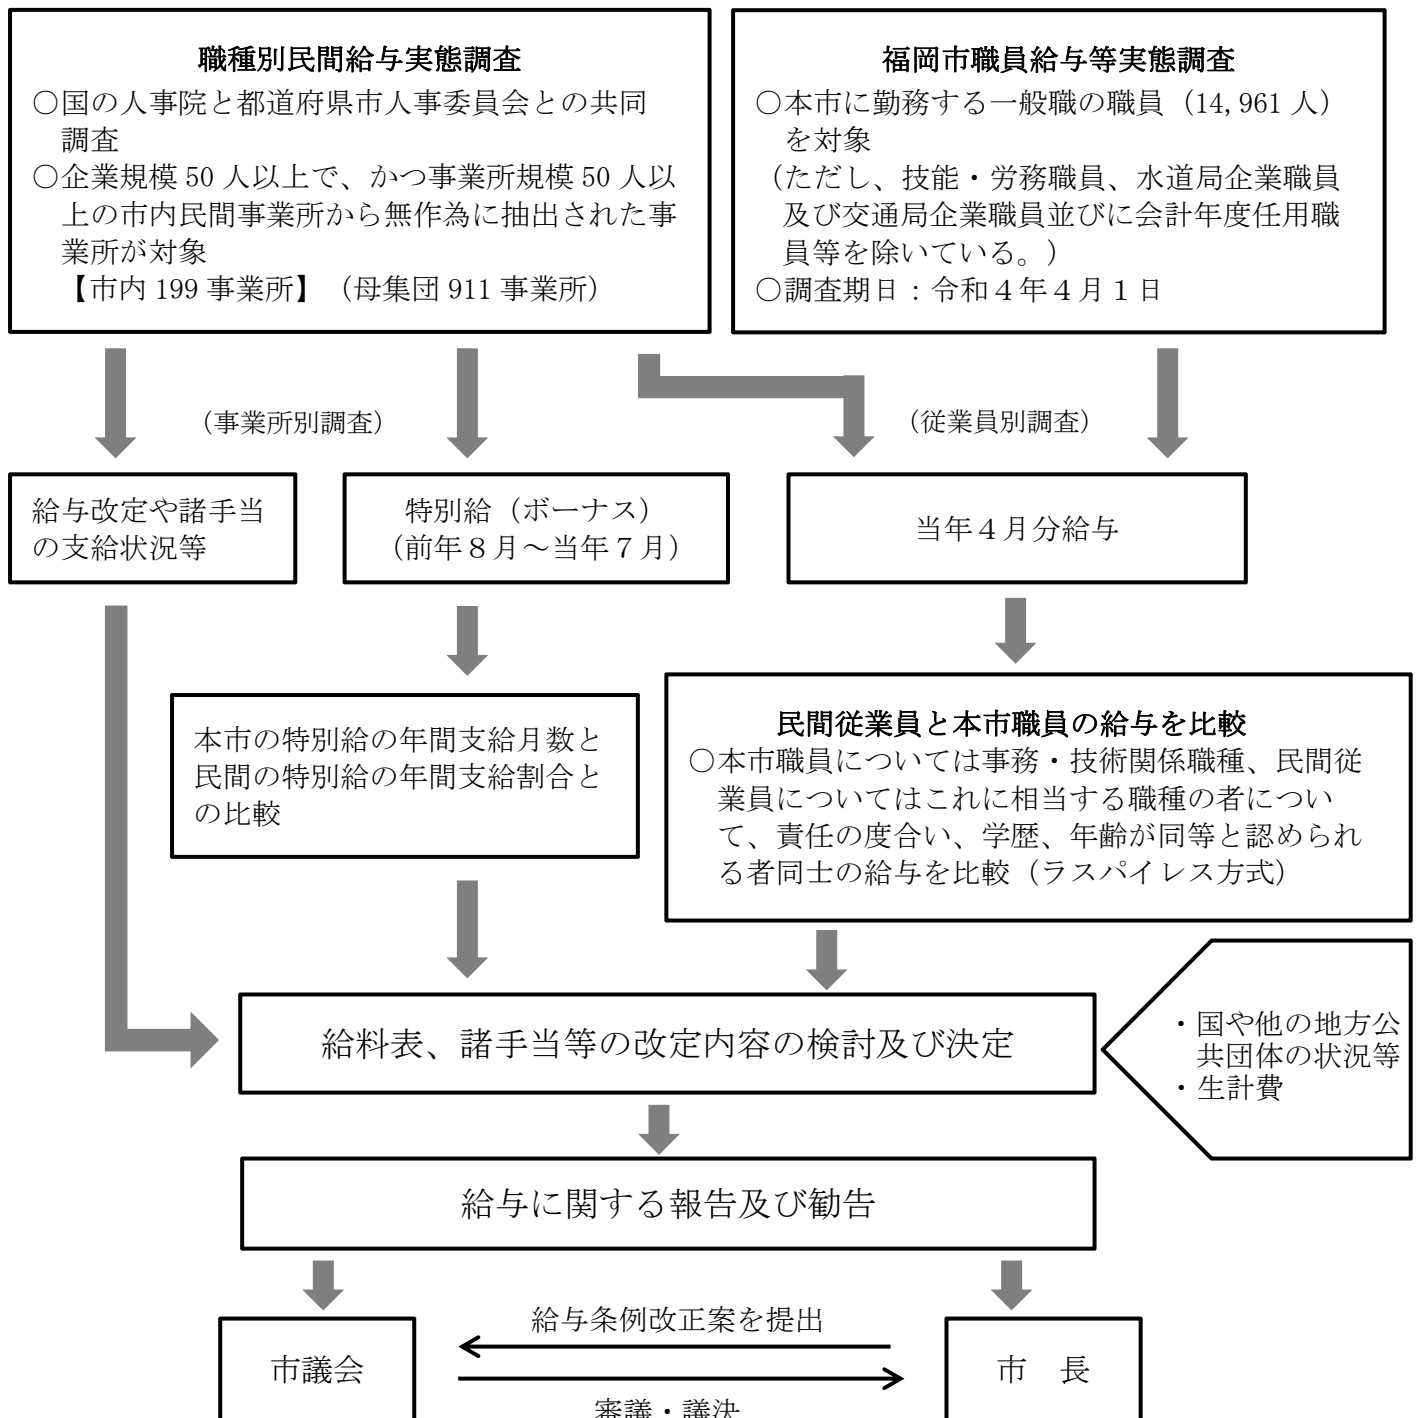 職種別民間給与実態調査
○国の人事院と都道府県市人事委員会との共同
調査
○企業規模 50 人以上で、かつ事業所規模 50 人以
上の市内民間事業所から無作為に抽出された事
業所が対象
【市内 199 事業所】（母集団 911 事業所）
福岡市職員給与等実態調査
○本市に勤務する一般職の職員（14,961 人）
を対象
（ただし、技能・労務職員、水道局企業職員
及び交通局企業職員並びに会計年度任用職
員等を除いている。）
○調査期日：令和４年４月１日
（事業所別調査）
（従業員別調査）
給与改定や諸手当
の支給状況等
特別給（ボーナス）
（前年８月～当年７月）
当年４月分給与
本市の特別給の年間支給月数と
民間の特別給の年間支給割合と
の比較
民間従業員と本市職員の給与を比較
○本市職員については事務・技術関係職種、民間従
業員についてはこれに相当する職種の者につい
て、責任の度合い、学歴、年齢が同等と認められ
る者同士の給与を比較（ラスパイレス方式）
給料表、諸手当等の改定内容の検討及び決定
・国や他の地方公
共団体の状況等
・生計費
給与に関する報告及び勧告
市議会
給与条例改正案を提出
審議・議決
市　長